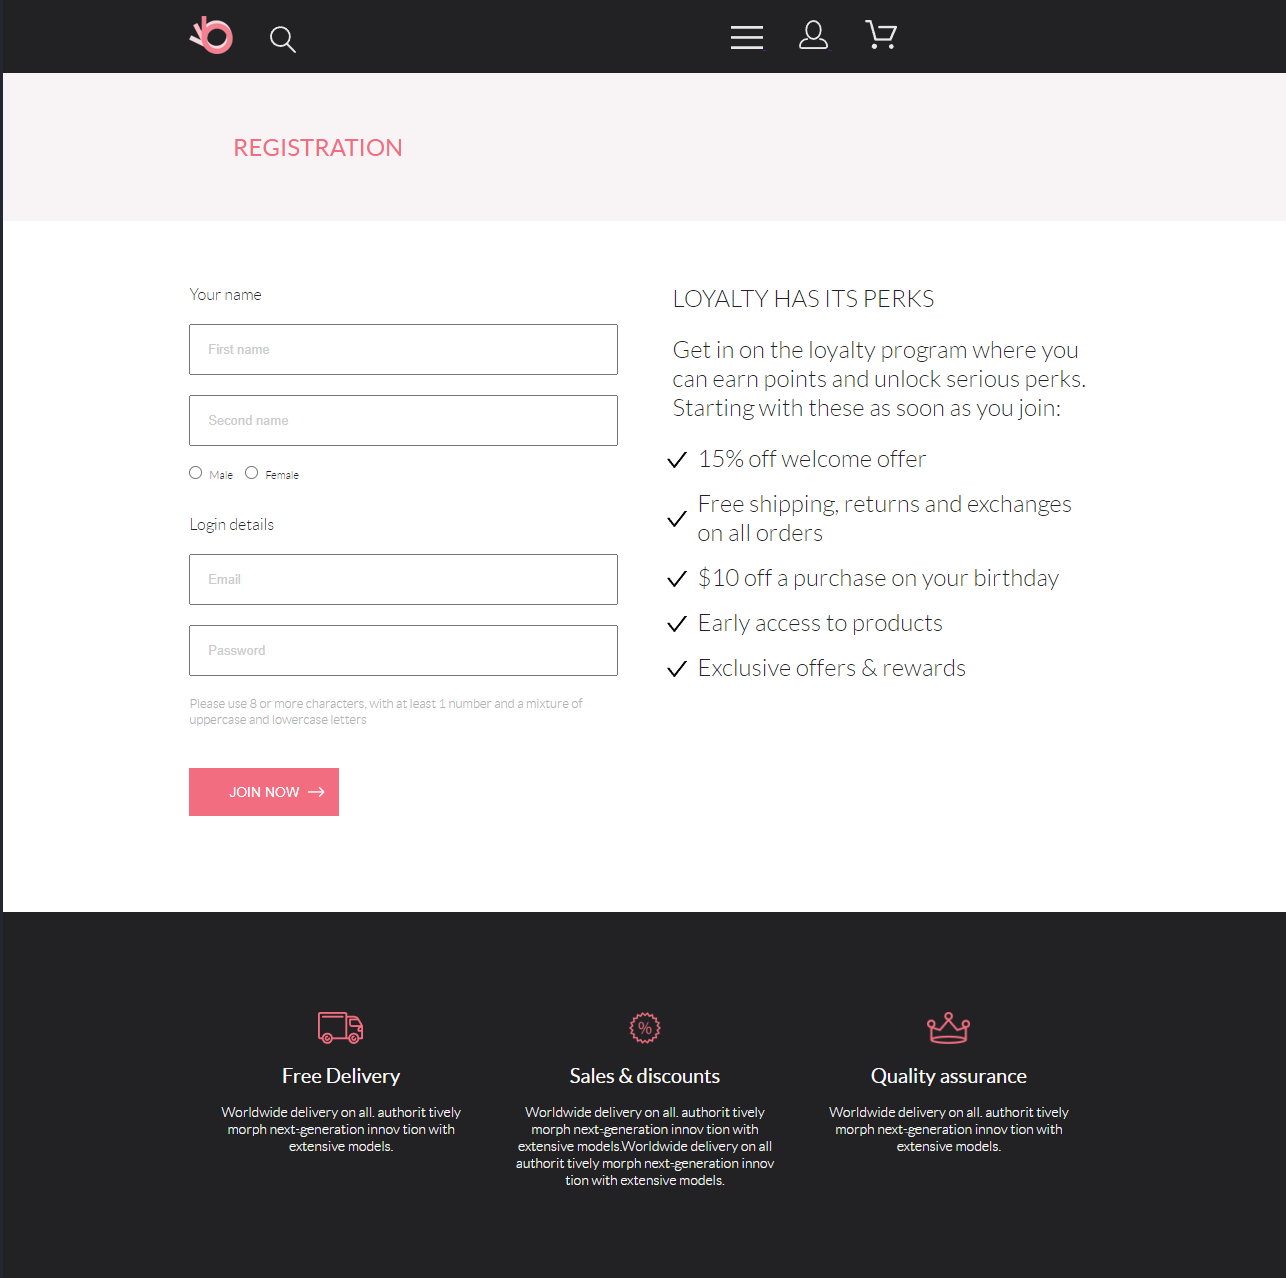 REGISTRATION
Your name
First name
Second name
Male Female
Login details
Email
Password
Please use 8 or more characters, with at least 1 number and a mixture of
uppercase and lowercase letters
JOIN NOW
LOYALTY HAS ITS PERKS
Get in on the loyalty program where you
can earn points and unlock serious perks.
Starting with these as soon as you join:
15% off welcome offer
Free shipping, returns and exchanges
on all orders
$10 off a purchase on your birthday
Early access to products
Exclusive offers & rewards
Free Delivery
Worldwide delivery on all. authorit tively
morph next-generation innov tion with
extensive models.
%
Sales & discounts
Worldwide delivery on all. authorit tively
morph next-generation innov tion with
extensive models.Worldwide delivery on all
authorit tively morph next-generation innov
tion with extensive models.
Quality assurance
Worldwide delivery on all. authorit tively
morph next-generation innov tion with
extensive models.